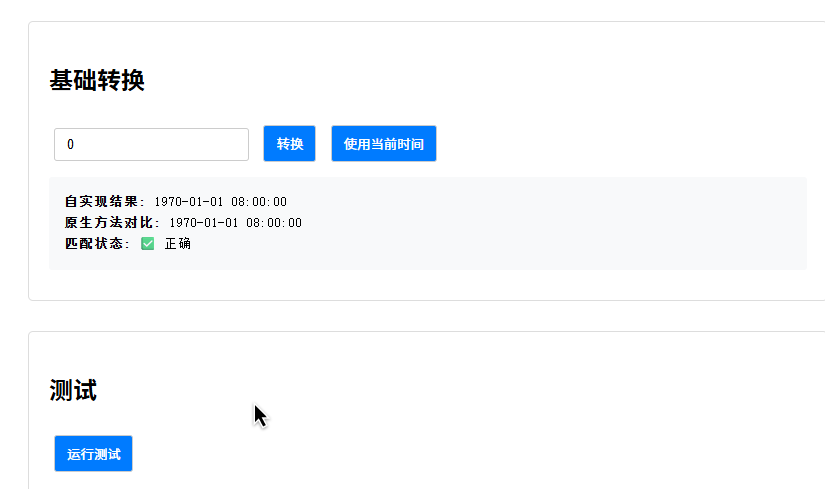 基础转换
0 转换 使用当前时间
自实现结果: 1970-01-01 08:00:00
原生方法对比: 1970-01-01 08:00:00
匹配状态: ✅ 正确
测试
运行测试